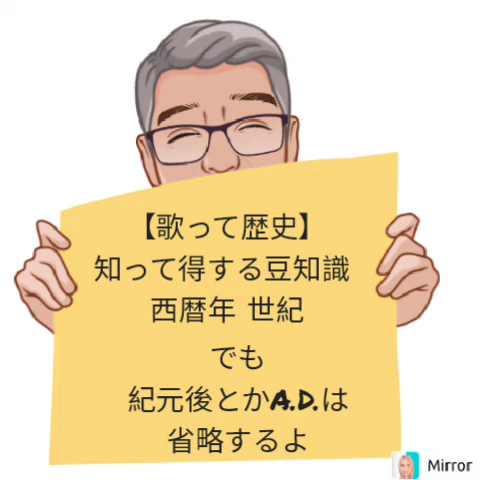 【歌って歴史】
知って得する豆知識
西暦年 世紀
でも
紀元後とかA.D.は
省略するよ
Mirror